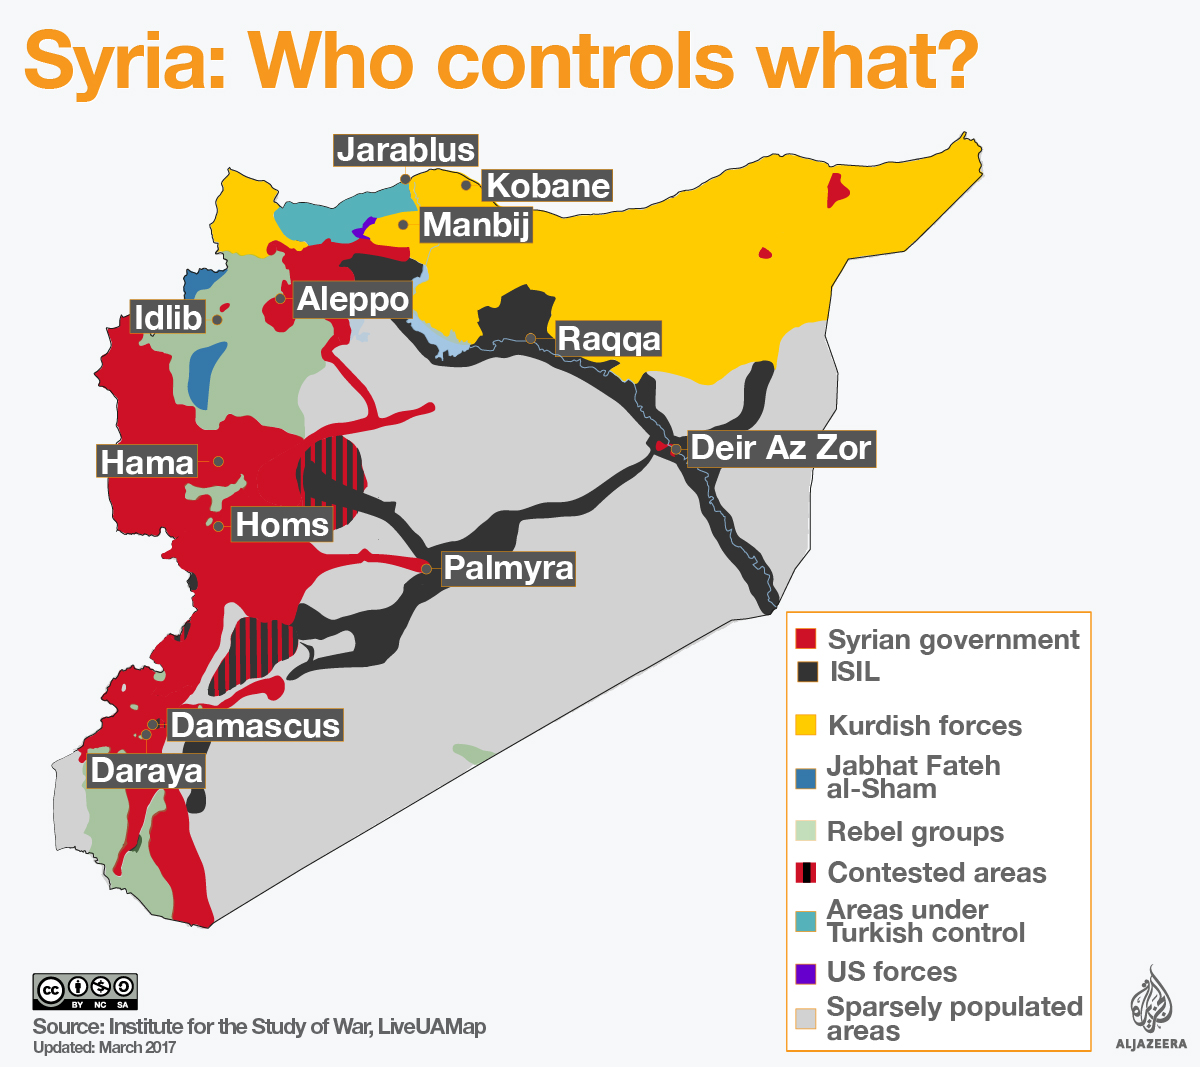 Syria: Who controls what?
Jarablus
Kobane
Manbij
Aleppo
Idlib
Raqqa
Hama
Deir Az Zor
Homs
Palmyra
Damascus
Daraya
Syrian government
ISIL
Kurdish forces
Jabhat Fateh
al-Sham
Rebel groups
Contested areas
Areas under
Turkish control
US forces
Sparsely populated
areas
cc
BY NC SA
Source: Institute for the Study of War, LiveUAMap
Updated: March 2017
ALJAZEERA